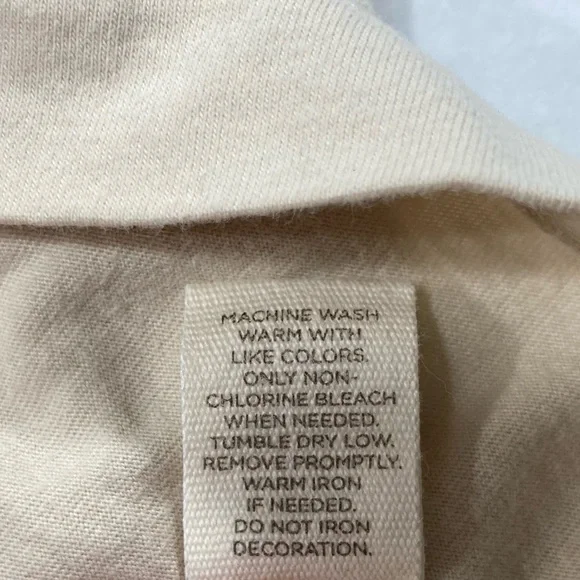 MACHINE WASH
WARM WITH
LIKE COLORS.
ONLY NON-
CHLORINE BLEACH
WHEN NEEDED.
TUMBLE DRY LOW.
REMOVE PROMPTLY.
WARM IRON
IF NEEDED.
DO NOT IRON
DECORATION.